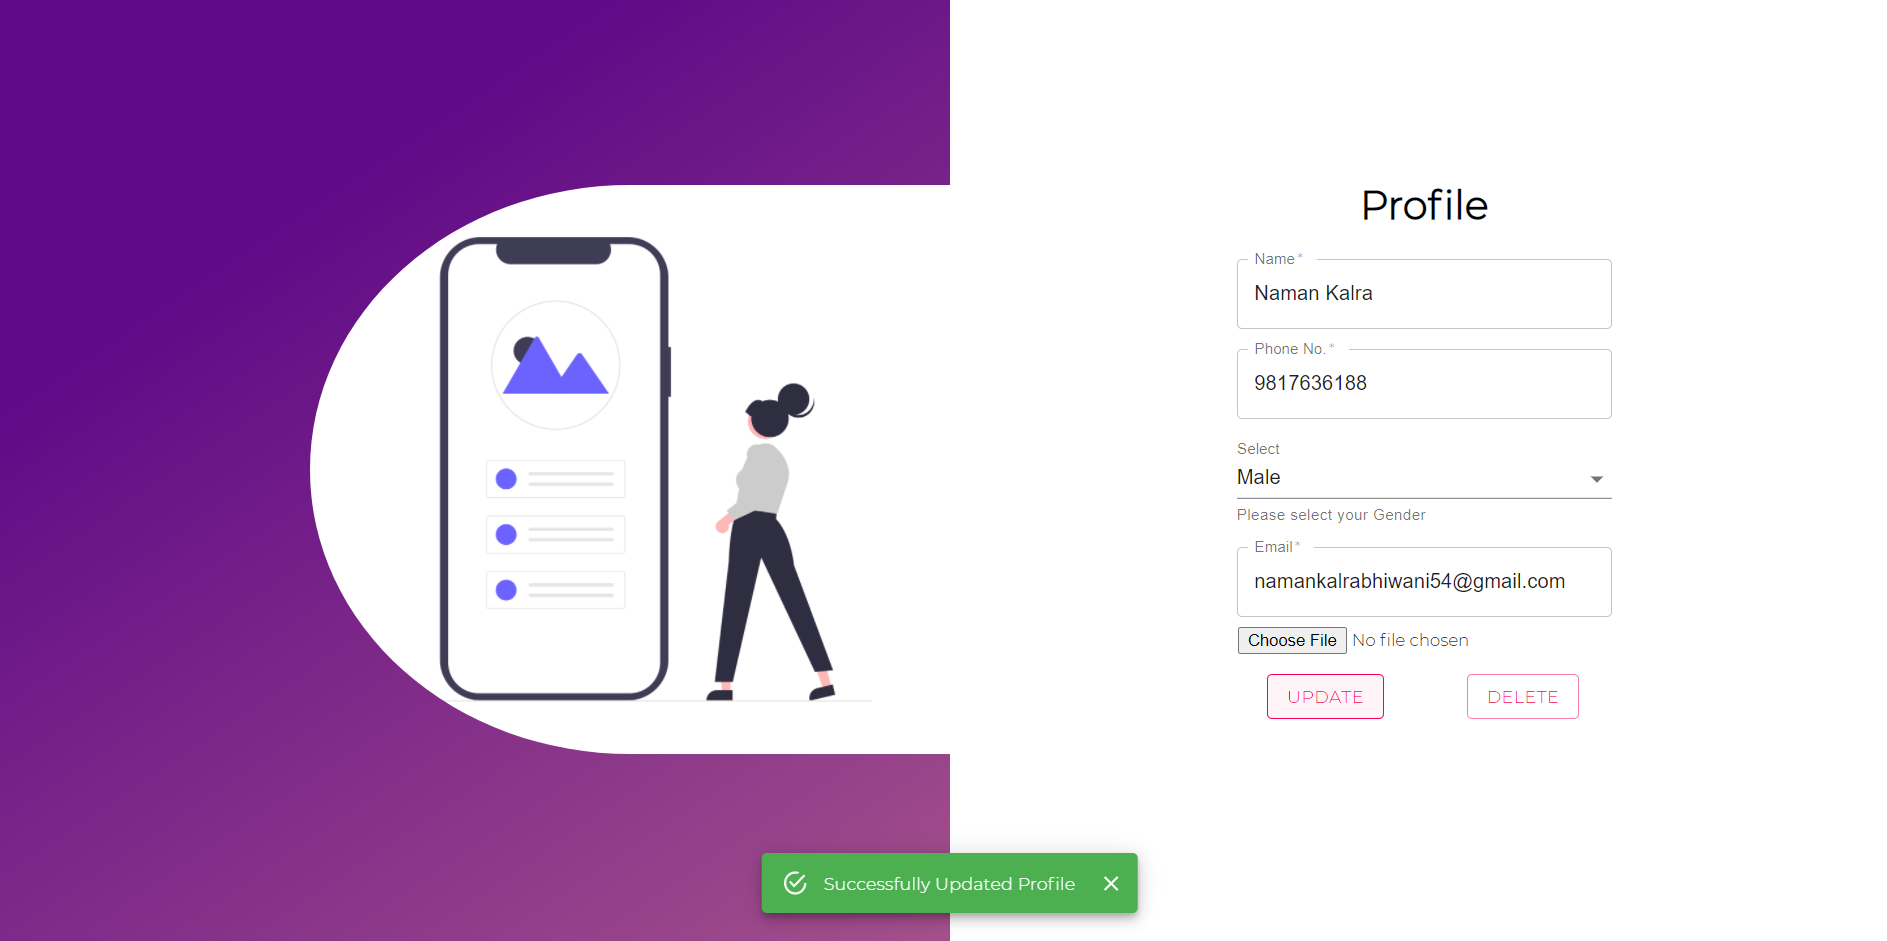 Profile
Name *
Naman Kalra
Phone No. *
9817636188
Select
Male
Please select your Gender
Email *
namankalrabhiwani54@gmail.com
Choose File No file chosen
UPDATE DELETE
Successfully Updated Profile